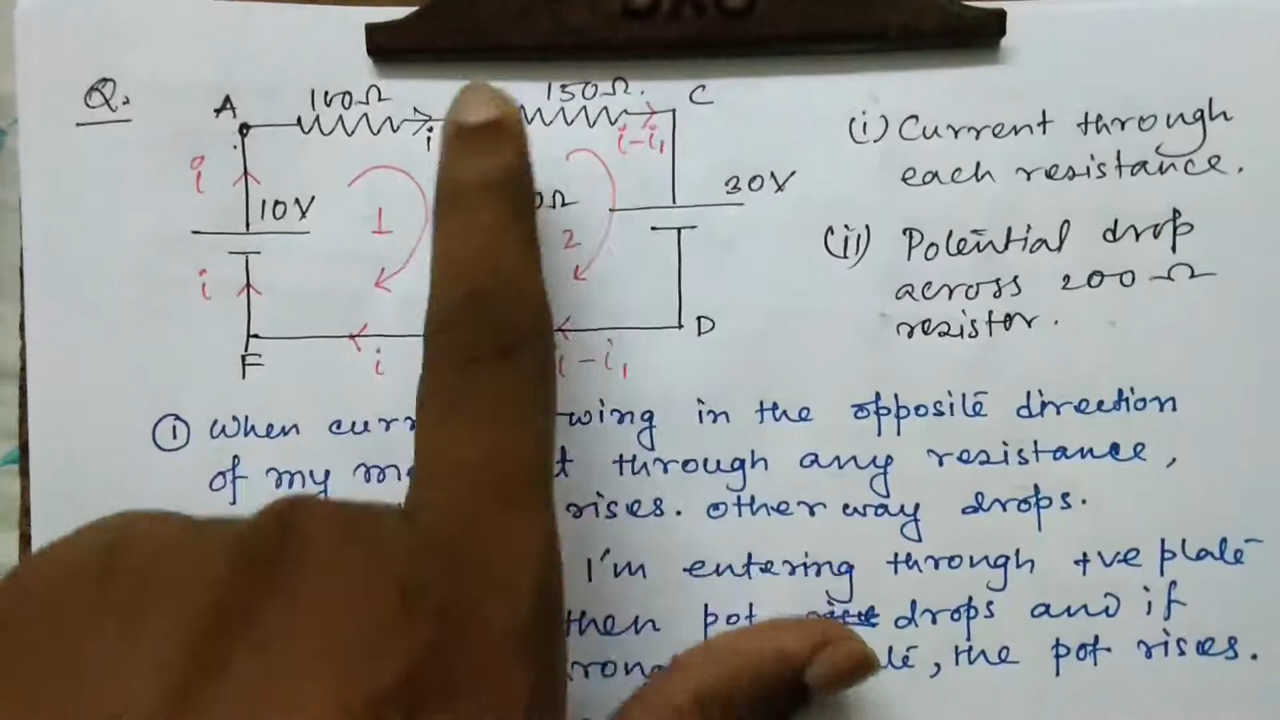 Q.
A 100Ω 150Ω. C
i i-i₁
i 10V 1 Ω 2 30V
i i -i₁ D
F
(i) Current through
each resistance.
(ii) Potential drop
across 200Ω
resistor.
① When curr wing in the opposite direction
of my through any resistance,
rises. Other way drops.
I'm entering through +ve plate
then pot drops and if
, the pot rises.